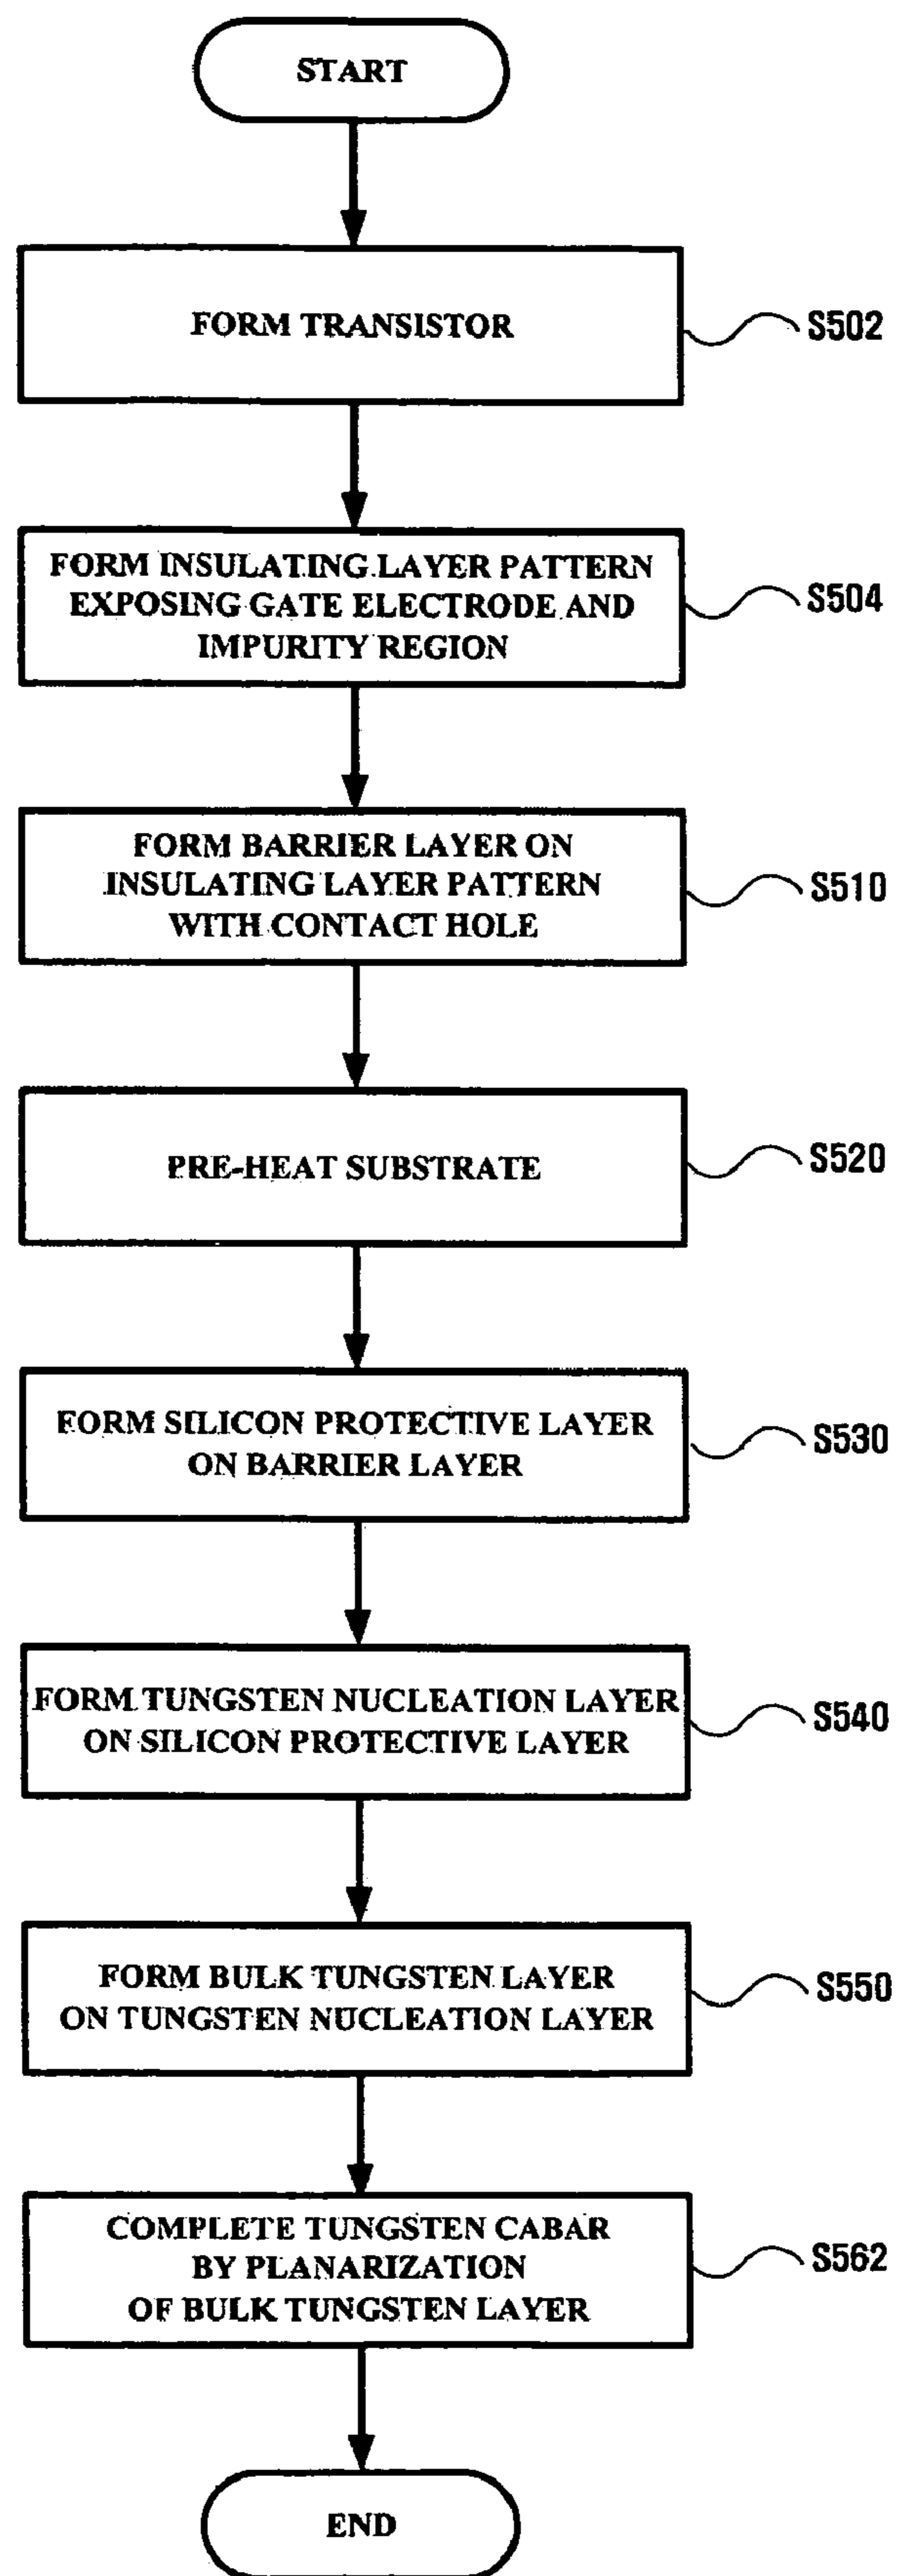 START
FORM TRANSISTOR
S502
FORM INSULATING LAYER PATTERN
EXPOSING GATE ELECTRODE AND
IMPURITY REGION
S504
FORM BARRIER LAYER ON
INSULATING LAYER PATTERN
WITH CONTACT HOLE
S510
PRE-HEAT SUBSTRATE
S520
FORM SILICON PROTECTIVE LAYER
ON BARRIER LAYER
S530
FORM TUNGSTEN NUCLEATION LAYER
ON SILICON PROTECTIVE LAYER
S540
FORM BULK TUNGSTEN LAYER
ON TUNGSTEN NUCLEATION LAYER
S550
COMPLETE TUNGSTEN CABAR
BY PLANARIZATION
OF BULK TUNGSTEN LAYER
S562
END